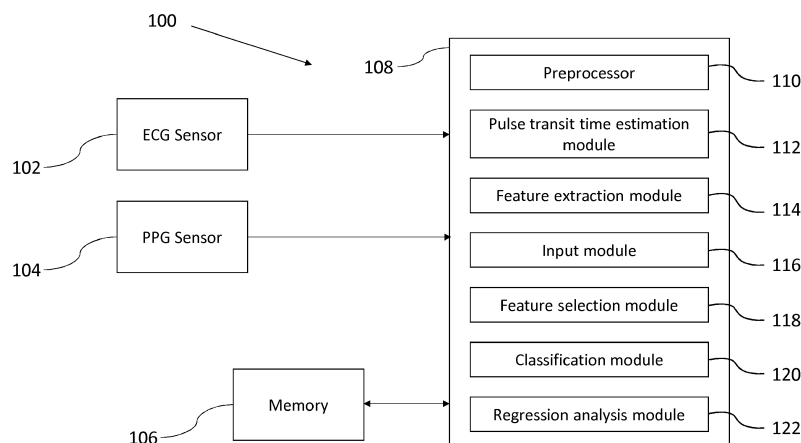 100
108
Preprocessor
110
ECG Sensor
102
Pulse transit time estimation
module
112
Feature extraction module
114
PPG Sensor
104
Input module
116
Feature selection module
118
Classification module
120
Memory
106
Regression analysis module
122